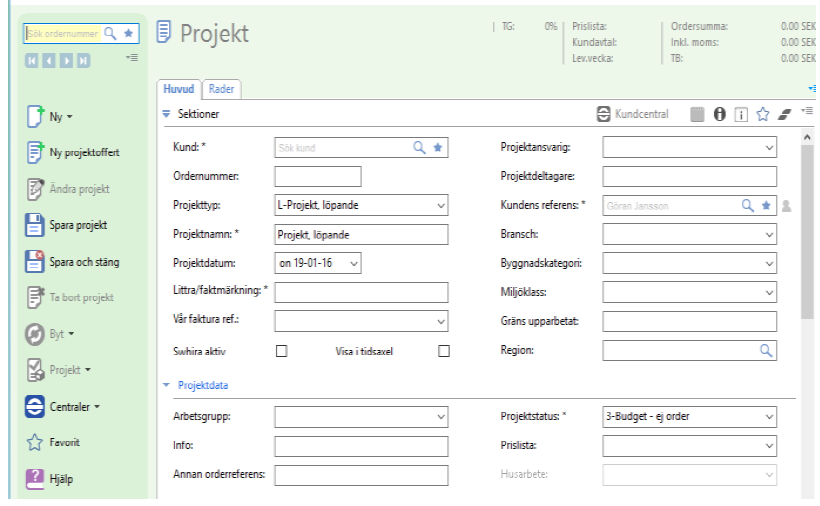 Sök ordernummer
Projekt
TG: 0%
Prislista:
Kundavtal:
Lev.vecka:
Ordersumma: 0.00 SEK
Inkl. moms: 0.00 SEK
TB: 0.00 SEK
Huvud Rader
Sektioner
Kundcentral
Ny
Ny projektoffert
Ändra projekt
Spara projekt
Spara och stäng
Ta bort projekt
Byt
Projekt
Centraler
Favorit
Hjälp
Kund: * Sök kund
Ordernummer:
Projekttyp: L-Projekt, löpande
Projektnamn: * Projekt, löpande
Projektdatum: on 19-01-16
Littra/faktmärkning: *
Vår faktura ref.:
Swhira aktiv Visa i tidsaxel
Projektansvarig:
Projektdeltagare:
Kundens referens: * Göran Jansson
Bransch:
Byggnadskategori:
Miljöklass:
Gräns upparbetat:
Region:
Projektdata
Arbetsgrupp:
Info:
Annan orderreferens:
Projektstatus: * 3-Budget - ej order
Prislista:
Husarbete: